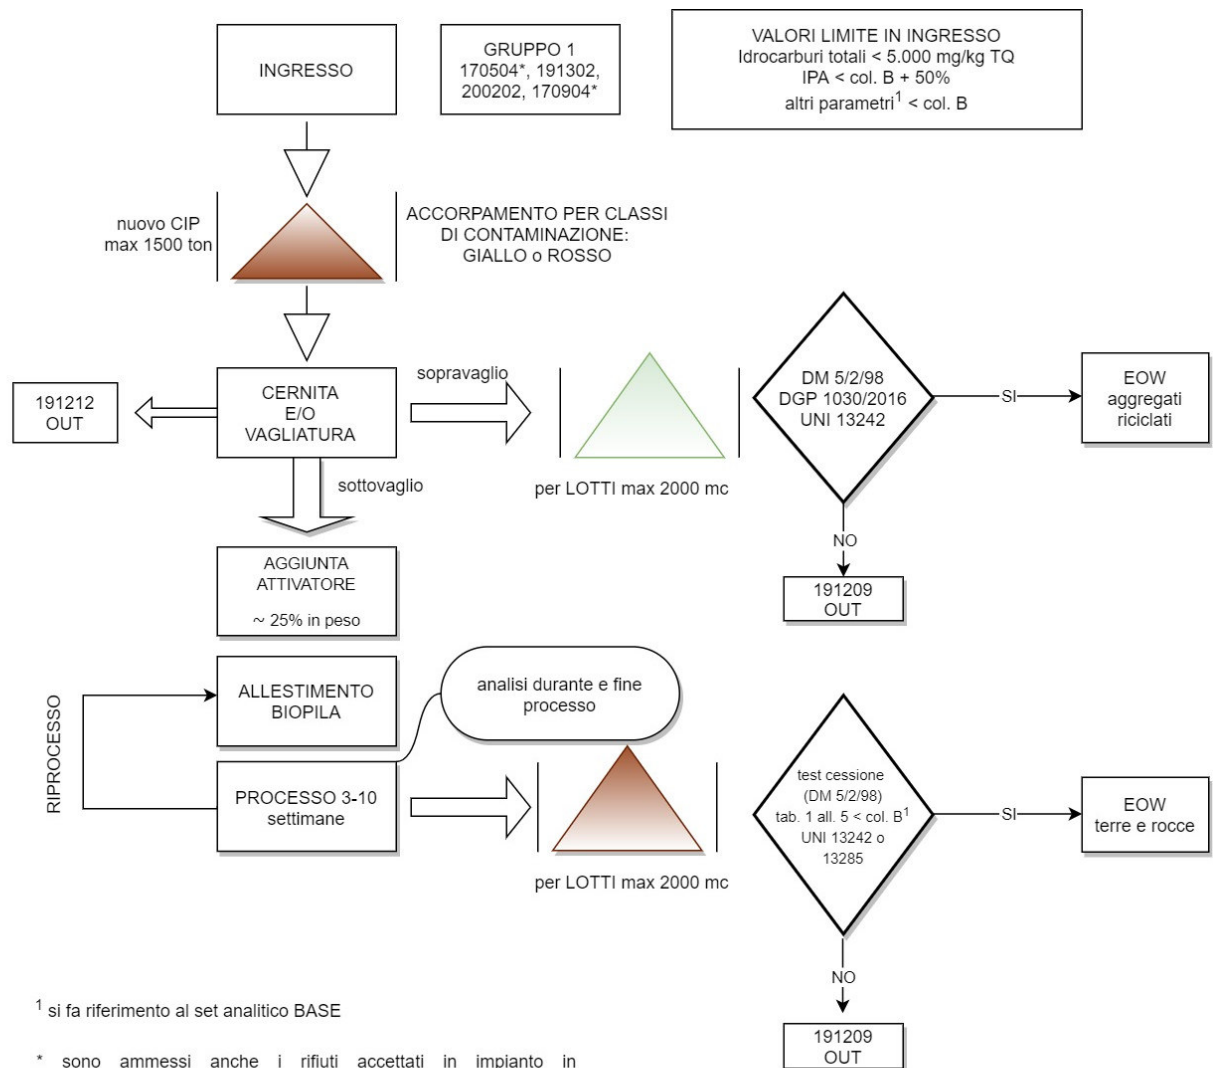 INGRESSO
GRUPPO 1
170504*, 191302,
200202, 170904*
VALORI LIMITE IN INGRESSO
Idrocarburi totali < 5.000 mg/kg TQ
IPA < col. B + 50%
altri parametri¹ < col. B
nuovo CIP
max 1500 ton
ACCORPAMENTO PER CLASSI
DI CONTAMINAZIONE:
GIALLO o ROSSO
191212
OUT
CERNITA
E/O
VAGLIATURA
sopravaglio
per LOTTI max 2000 mc
DM 5/2/98
DGP 1030/2016
UNI 13242
SI
EOW
aggregati
riciclati
NO
191209
OUT
sottovaglio
AGGIUNTA
ATTIVATORE
~ 25% in peso
RIPROCESSO
ALLESTIMENTO
BIOPILA
analisi durante e fine
processo
PROCESSO 3-10
settimane
per LOTTI max 2000 mc
test cessione
(DM 5/2/98)
tab. 1 all. 5 < col. B¹
UNI 13242 o
13285
SI
EOW
terre e rocce
NO
191209
OUT
¹ si fa riferimento al set analitico BASE
* sono ammessi anche i rifiuti accettati in impianto in